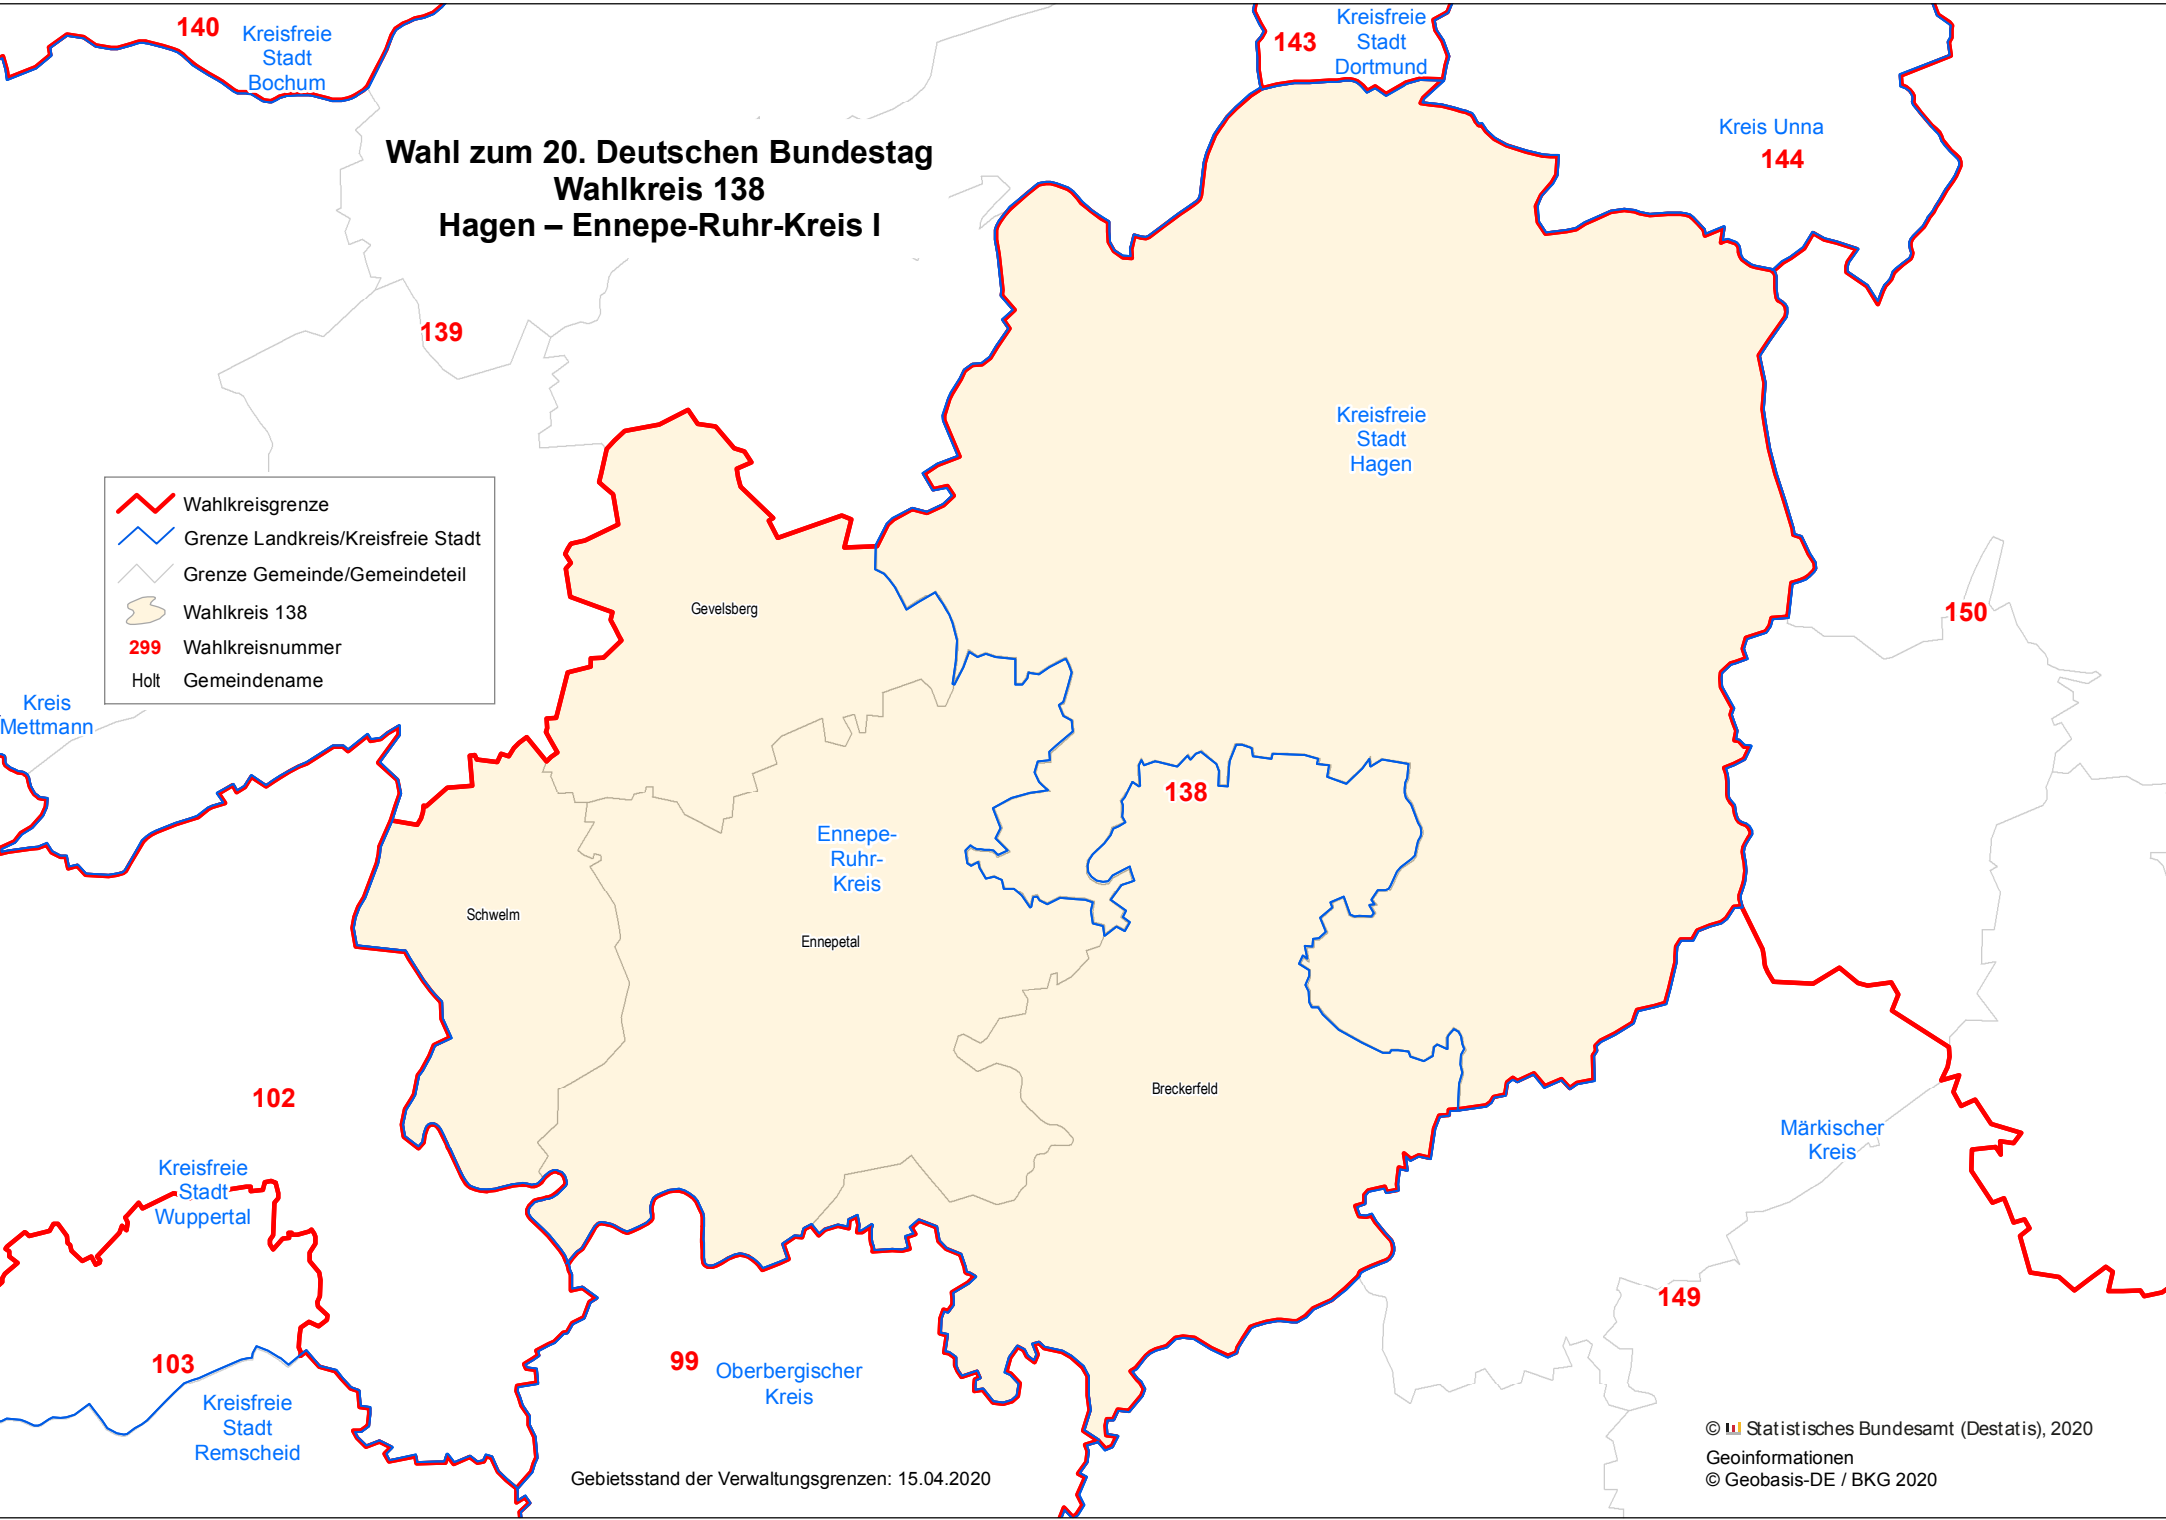 140
Kreisfreie
Stadt
Bochum
143
Kreisfreie
Stadt
Dortmund
Kreis Unna
144
Wahl zum 20. Deutschen Bundestag
Wahlkreis 138
Hagen – Ennepe-Ruhr-Kreis I
139
Kreisfreie
Stadt
Hagen
Wahlkreisgrenze
Grenze Landkreis/Kreisfreie Stadt
Grenze Gemeinde/Gemeindeteil
Wahlkreis 138
299 Wahlkreisnummer
Holt Gemeindename
Gevelsberg
150
Kreis
Mettmann
138
Ennepe-
Ruhr-
Kreis
Schwelm
Ennepetal
Breckerfeld
102
Märkischer
Kreis
Kreisfreie
Stadt
Wuppertal
149
103
99
Oberbergischer
Kreis
Kreisfreie
Stadt
Remscheid
© Statistisches Bundesamt (Destatis), 2020
Geoinformationen
© Geobasis-DE / BKG 2020
Gebietsstand der Verwaltungsgrenzen: 15.04.2020